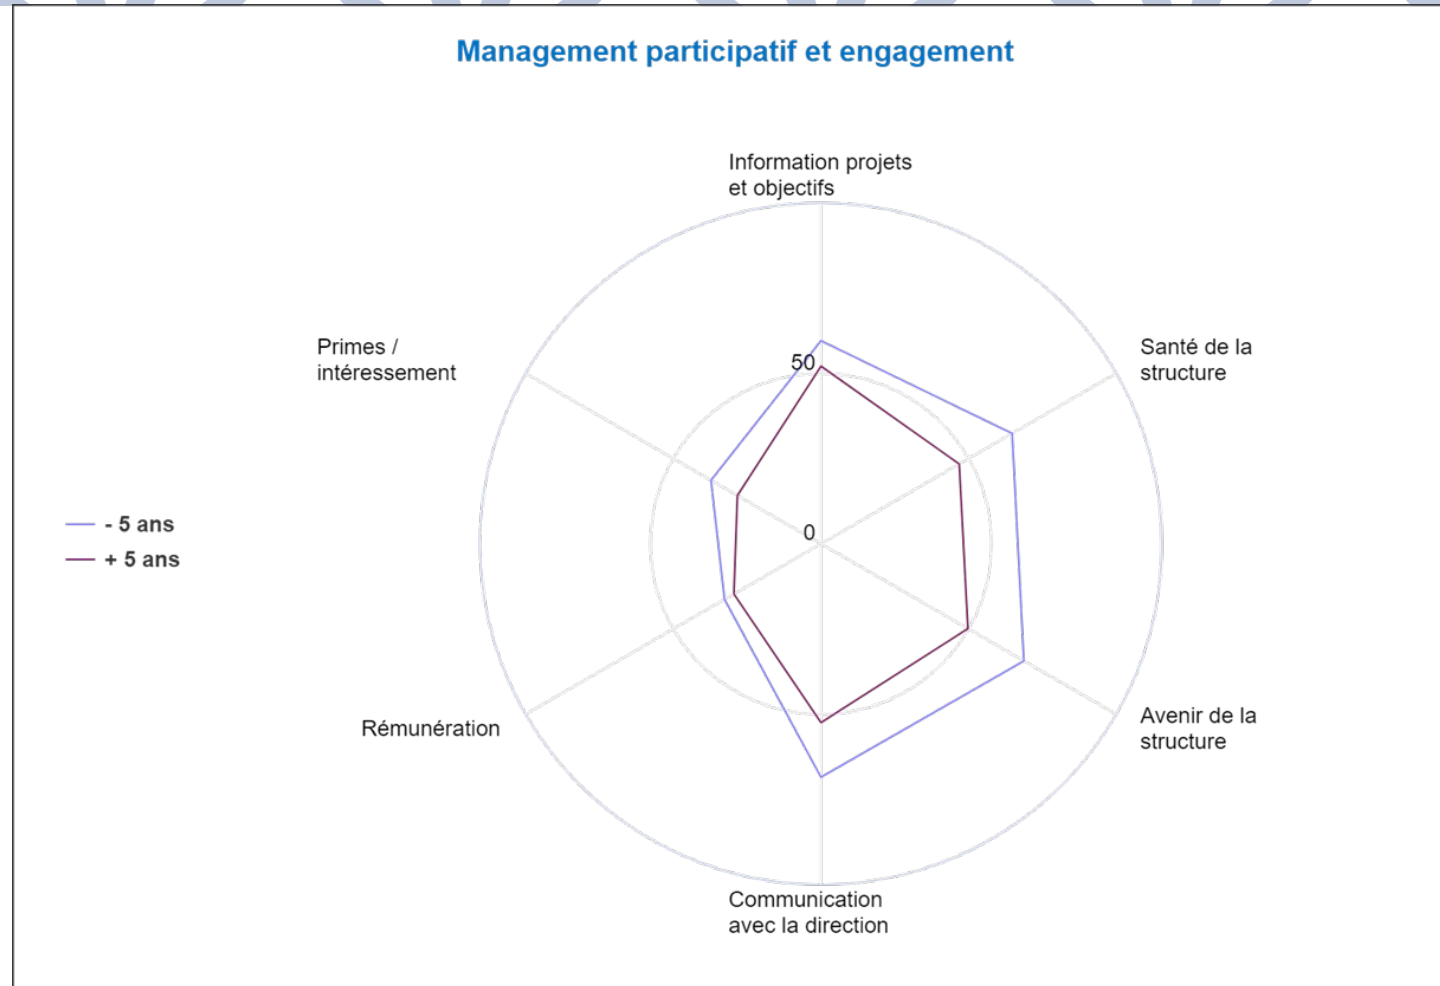 Management participatif et engagement
Information projets
et objectifs
Primes /
intéressement
Santé de la
structure
50
0
- 5 ans
+ 5 ans
Rémunération
Avenir de la
structure
Communication
avec la direction